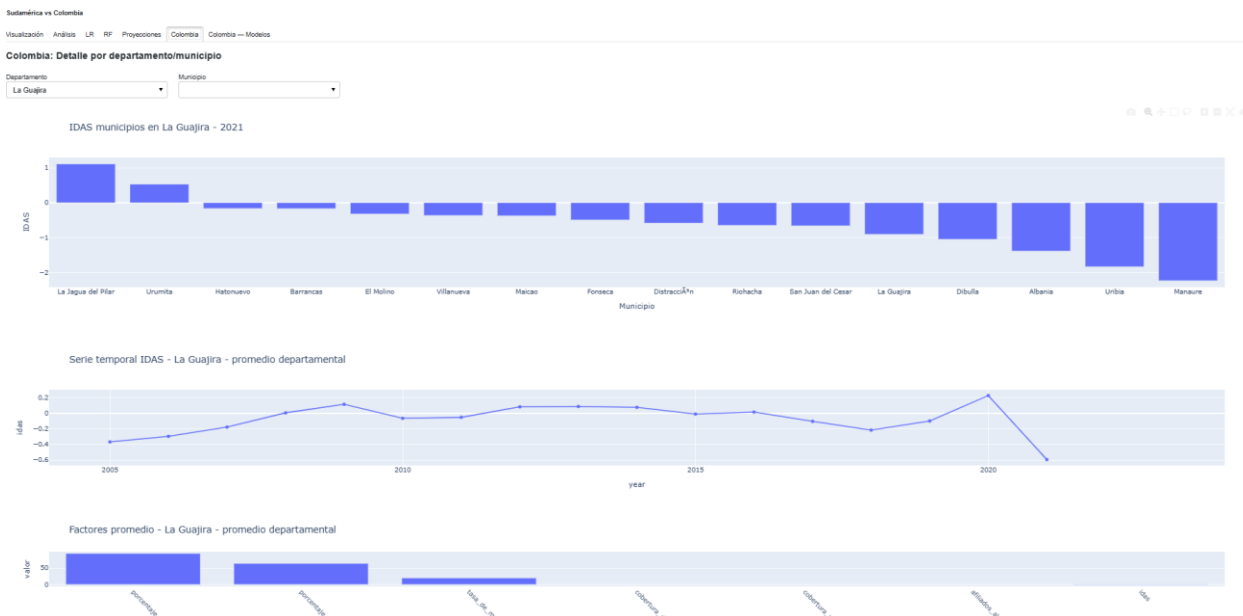 Sudamérica vs Colombia
Visualización Análisis LR RF Proyecciones Colombia Colombia — Modelos
Colombia: Detalle por departamento/municipio
Departamento Municipio
La Guajira
IDAS municipios en La Guajira - 2021
1
0
−1
−2
IDAS
La Jagua del Pilar Urumita Hatonuevo Barrancas El Molino Villanueva Maicao Fonseca DistracciÃ³n Riohacha San Juan del Cesar La Guajira Dibulla Albania Uribia Manaure
Municipio
Serie temporal IDAS - La Guajira - promedio departamental
0.2
0
−0.2
−0.4
−0.6
idas
2005 2010 2015 2020
year
Factores promedio - La Guajira - promedio departamental
50
0
valor
porcentaje porcentaje tasa_de_m cobertura_ cobertura_ afiliados_al idas